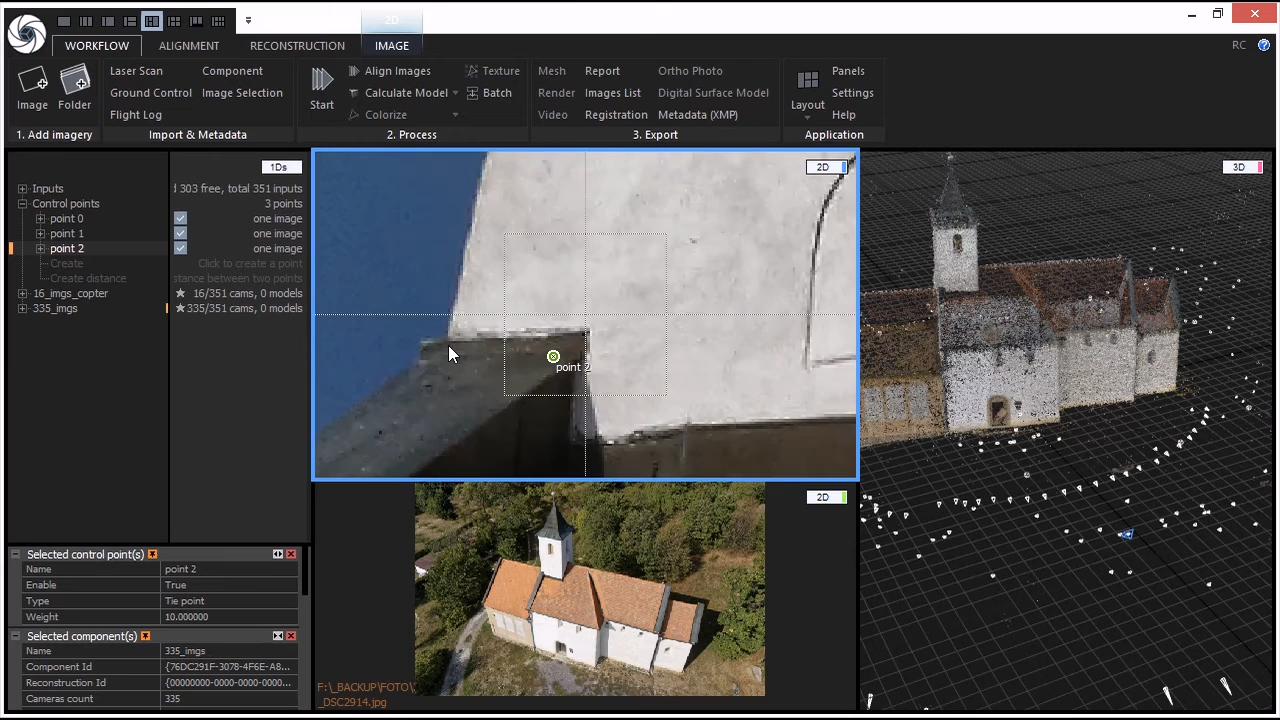 2D
WORKFLOW ALIGNMENT RECONSTRUCTION IMAGE RC
Image Folder
1. Add imagery
Laser Scan Component
Ground Control Image Selection
Flight Log
Import & Metadata
Start
Align Images Texture
Calculate Model Batch
Colorize
2. Process
Mesh Report Ortho Photo
Render Images List Digital Surface Model
Video Registration Metadata (XMP)
3. Export
Layout
Panels
Settings
Help
Application
1Ds
Inputs 303 free, total 351 inputs
Control points 3 points
point 0 one image
point 1 one image
point 2 one image
Create Click to create a point
Create distance stance between two points
16_imgs_copter 16/351 cams, 0 models
335_imgs 335/351 cams, 0 models
Selected control point(s)
Name point 2
Enable True
Type Tie point
Weight 10.000000
Selected component(s)
Name 335_imgs
Component Id {76DC291F-3078-4F6E-A8...
Reconstruction Id {00000000-0000-0000-0000...
Cameras count 335
2D
point 2
2D
F:\_BACKUP\FOTO\
_DSC2914.jpg
3D